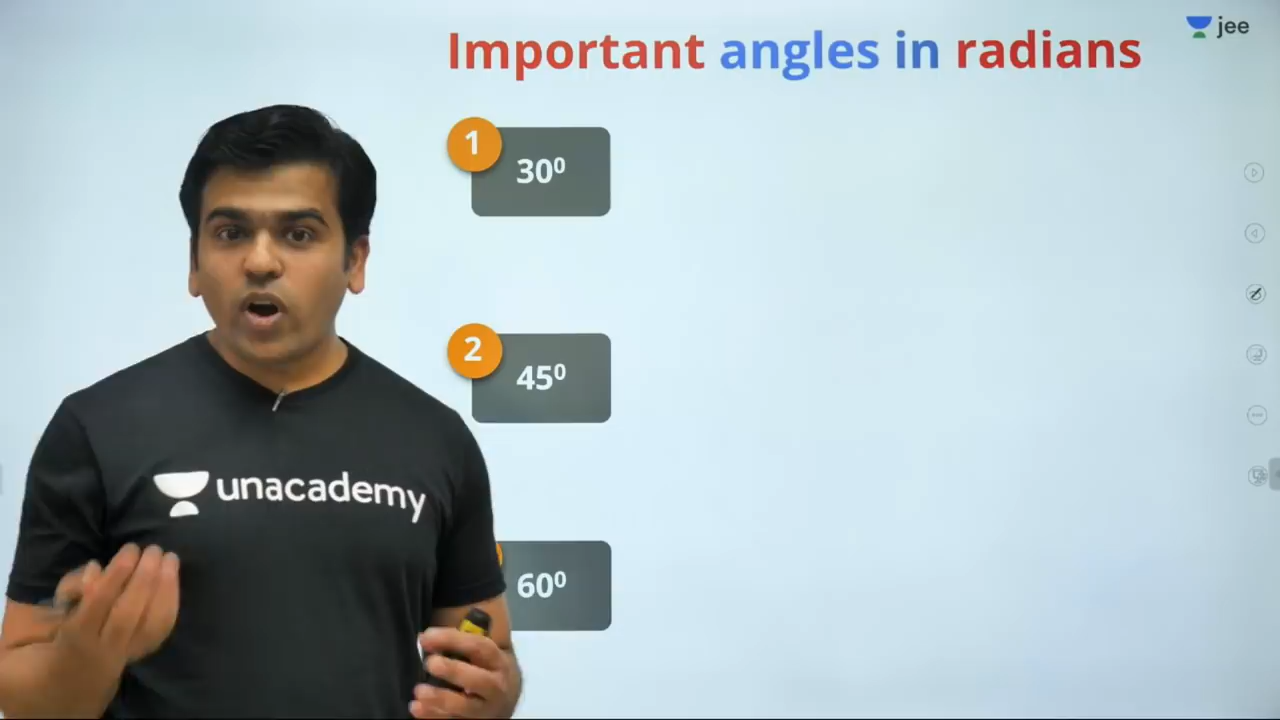 Important angles in radians
jee
1
30⁰
2
45⁰
60⁰
unacademy